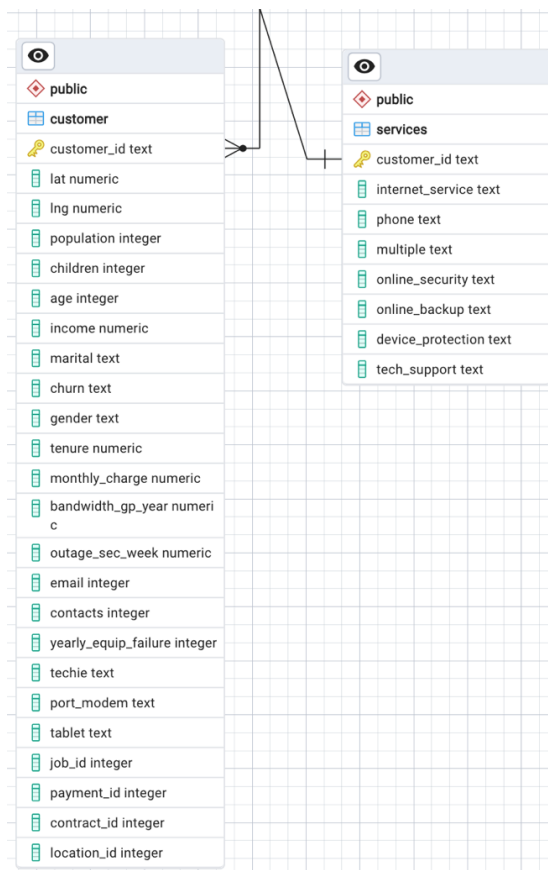 public
customer
customer_id text
lat numeric
lng numeric
population integer
children integer
age integer
income numeric
marital text
churn text
gender text
tenure numeric
monthly_charge numeric
bandwidth_gp_year numeri
c
outage_sec_week numeric
email integer
contacts integer
yearly_equip_failure integer
techie text
port_modem text
tablet text
job_id integer
payment_id integer
contract_id integer
location_id integer
public
services
customer_id text
internet_service text
phone text
multiple text
online_security text
online_backup text
device_protection text
tech_support text